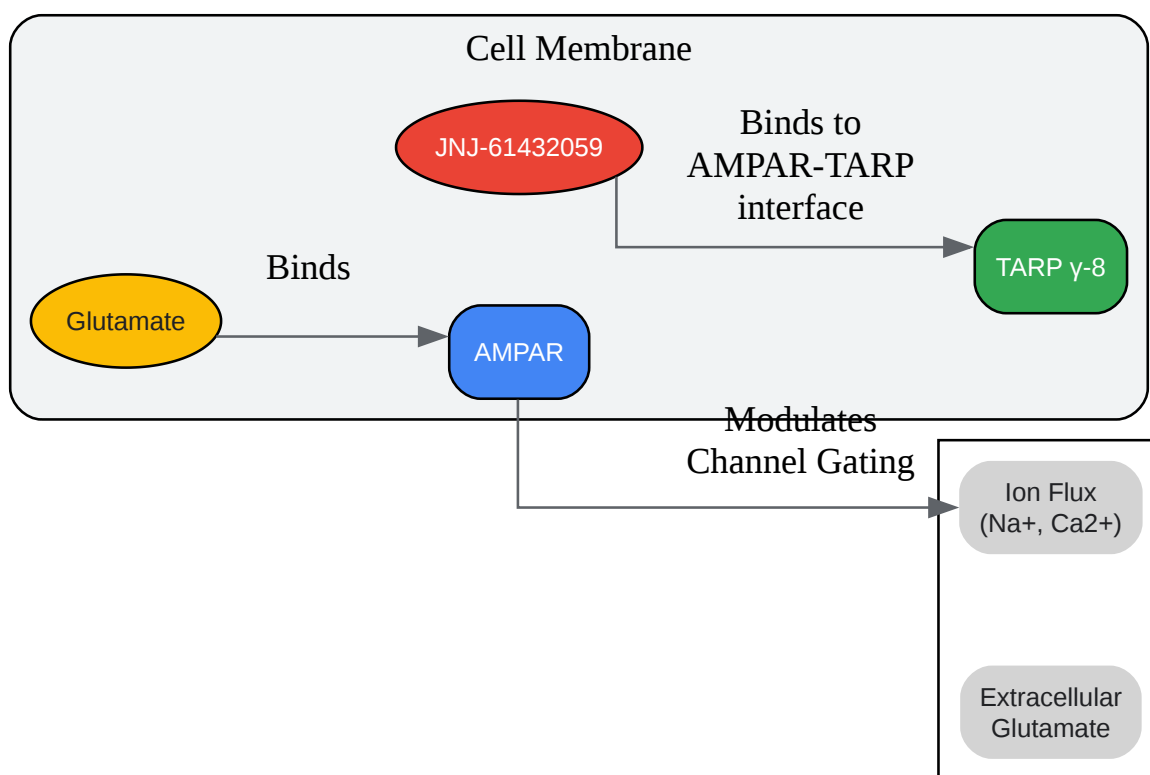 Cell Membrane
JNJ-61432059
Binds to
AMPAR-TARP
interface
TARP γ-8
Binds
Glutamate
AMPAR
Modulates
Channel Gating
Ion Flux
(Na+, Ca2+)
Extracellular
Glutamate